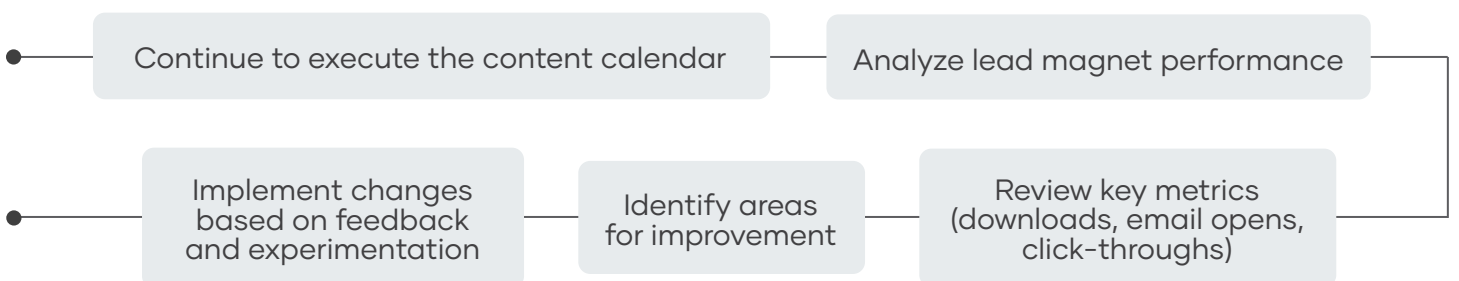 Continue to execute the content calendar
Analyze lead magnet performance
Review key metrics
(downloads, email opens,
click-throughs)
Identify areas
for improvement
Implement changes
based on feedback
and experimentation